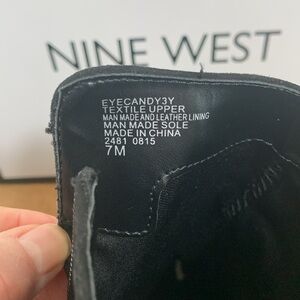 NINE WEST
EYECANDY3Y
TEXTILE UPPER
MAN MADE AND LEATHER LINING
MAN MADE SOLE
MADE IN CHINA
2481 0815
7M